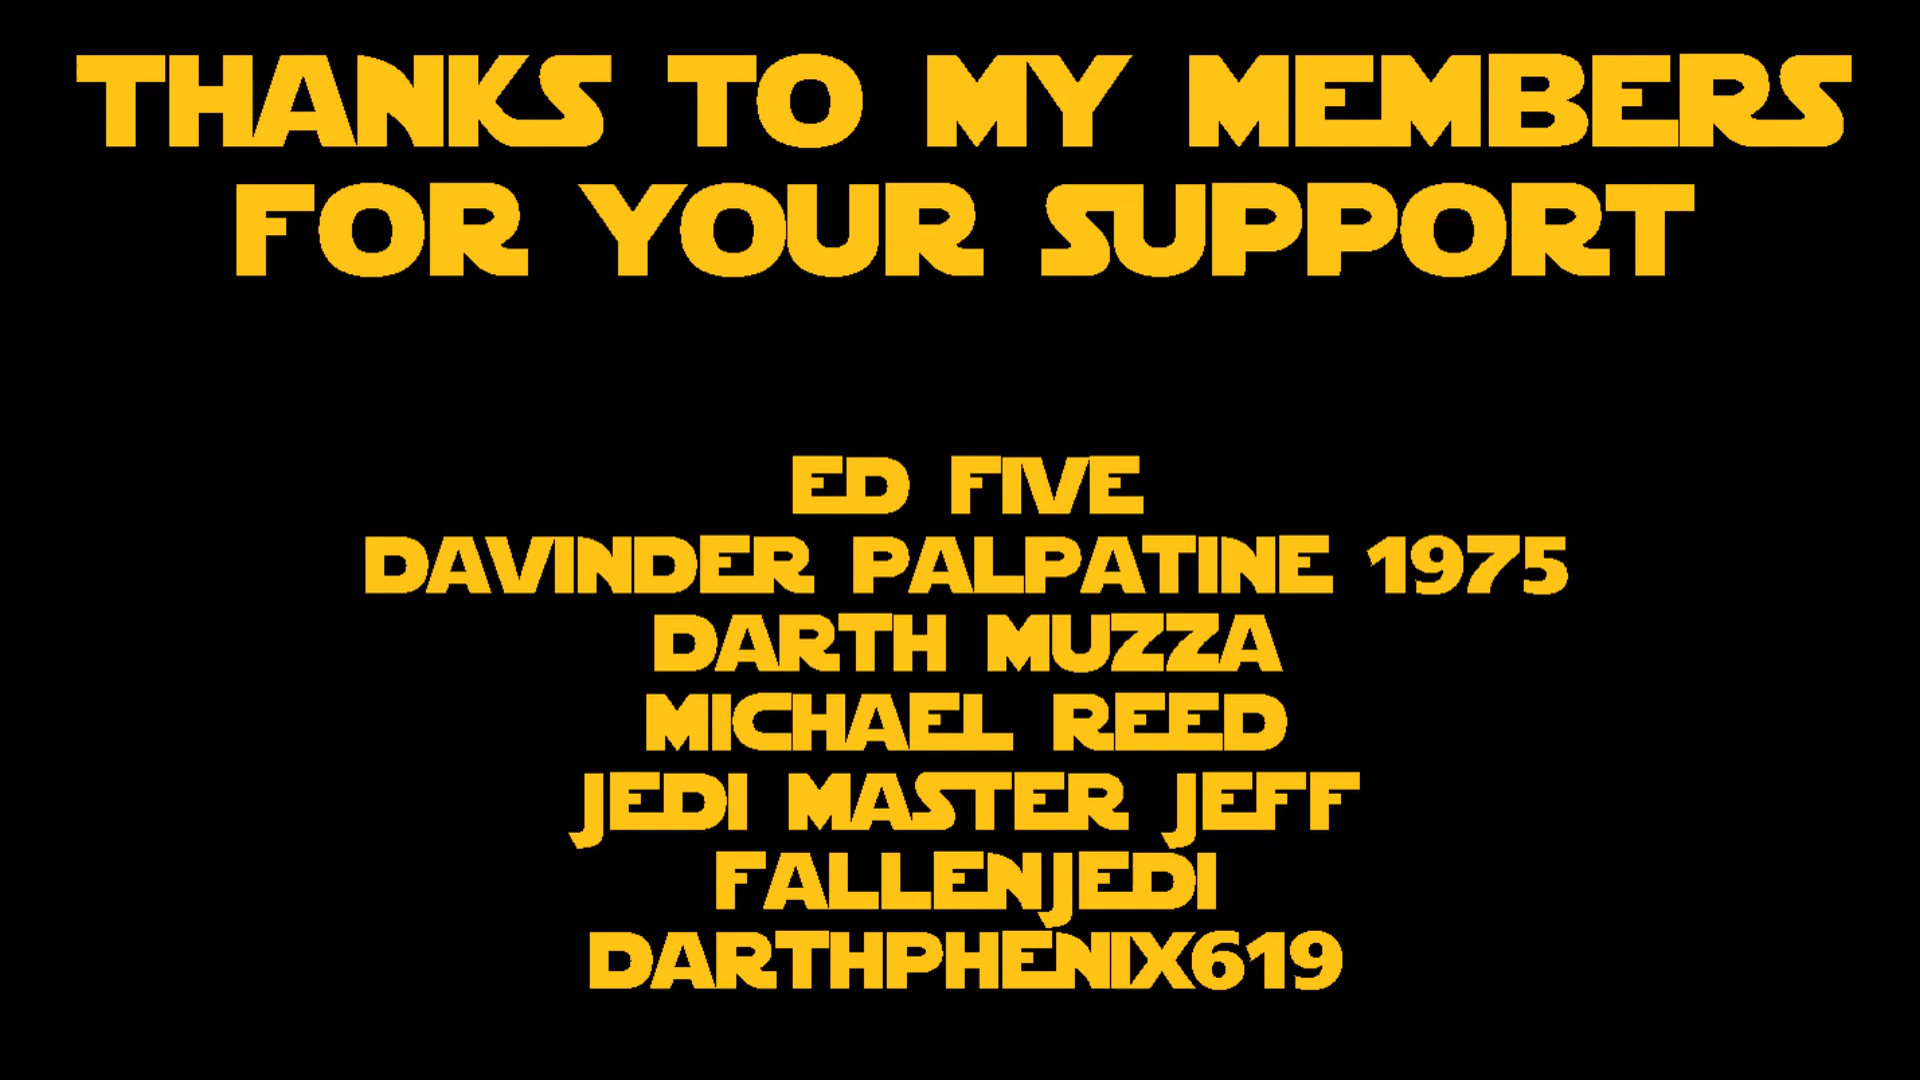 THANKS TO MY MEMBERS
FOR YOUR SUPPORT
ED FIVE
DAVINDER PALPATINE 1975
DARTH MUZZA
MICHAEL REED
JEDI MASTER JEFF
FALLENJEDI
DARTHPHENIX619